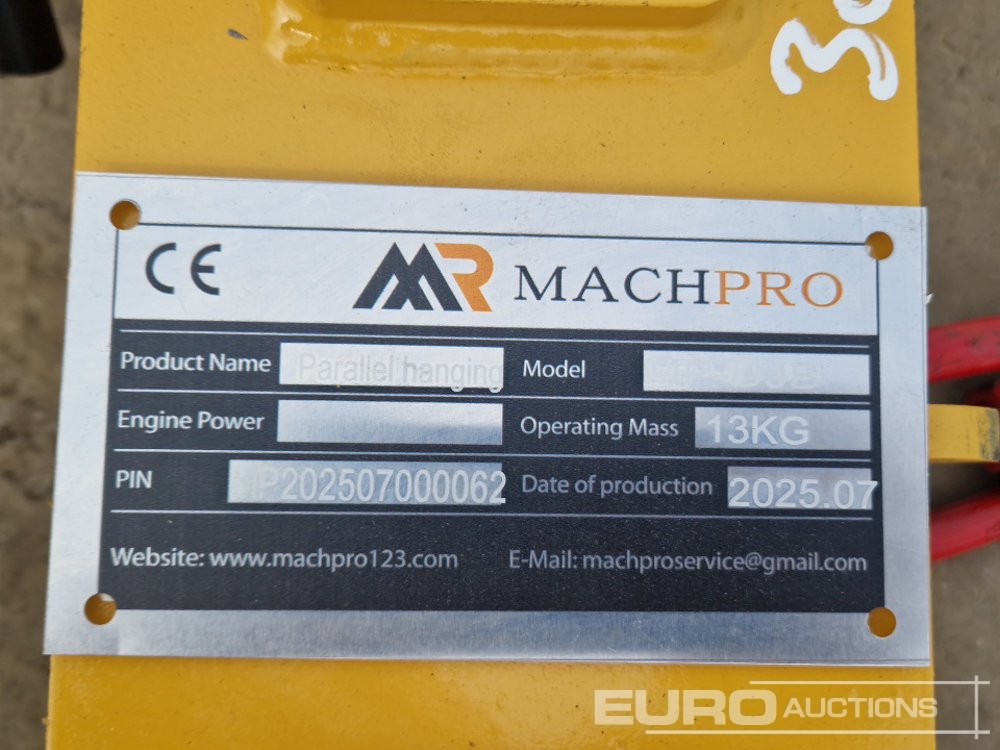 CE MACHPRO
Product Name Parallel hanging Model
Engine Power Operating Mass 13KG
PIN P202507000062 Date of production 2025.07
Website: www.machpro123.com E-Mail: machproservice@gmail.com
EURO AUCTIONS